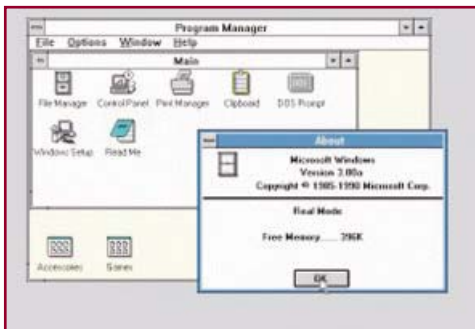 Program Manager
File Options Window Help
Main
File Manager Control Panel Print Manager Clipboard DOS Prompt
Windows Setup Read Me
About
Microsoft Windows
Version 3.00a
Copyright © 1985-1990 Microsoft Corp.
Real Mode
Free Memory..... 396K
OK
Accessories Games